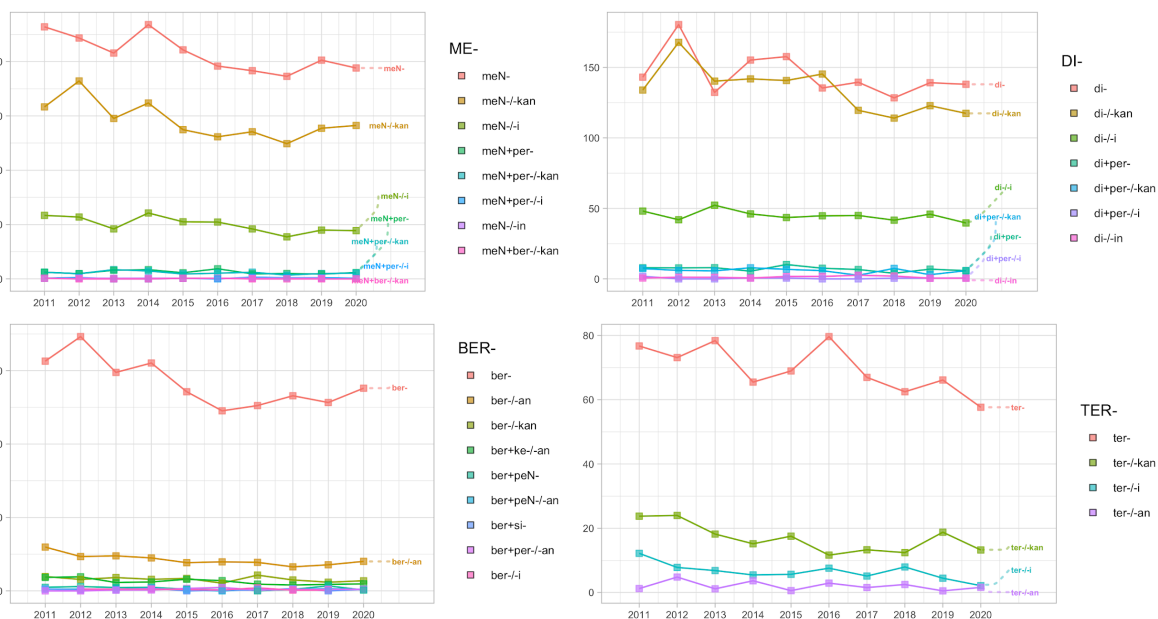 ME-
meN-
meN-/-kan
meN-/-i
meN+per-
meN+per-/-kan
meN+per-/-i
meN-/-in
meN+ber-/-kan
meN-
meN-/-kan
meN-/-i
meN+per-
meN+per-/-kan
meN+per-/-i
meN+ber-/-kan
0
2011 2012 2013 2014 2015 2016 2017 2018 2019 2020
DI-
di-
di-/-kan
di-/-i
di+per-
di+per-/-kan
di+per-/-i
di-/-in
150
100
50
0
di-
di-/-kan
di-/-i
di+per-/-kan
di+per-
di+per-/-i
di-/-in
2011 2012 2013 2014 2015 2016 2017 2018 2019 2020
BER-
ber-
ber-/-an
ber-/-kan
ber+ke-/-an
ber+peN-
ber+peN-/-an
ber+si-
ber+per-/-an
ber-/-i
ber-
ber-/-an
0
2011 2012 2013 2014 2015 2016 2017 2018 2019 2020
TER-
ter-
ter-/-kan
ter-/-i
ter-/-an
80
60
40
20
0
ter-
ter-/-kan
ter-/-i
ter-/-an
2011 2012 2013 2014 2015 2016 2017 2018 2019 2020